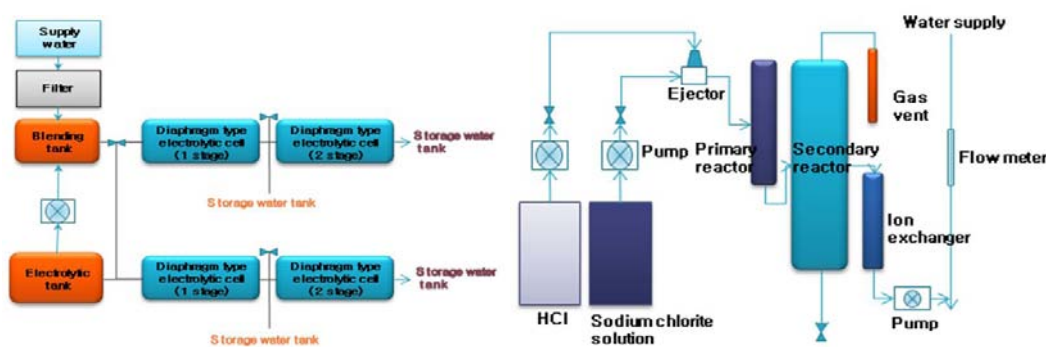 Supply
water
Filter
Blending
tank
Diaphragm type
electrolytic cell
(1 stage)
Diaphragm type
electrolytic cell
(2 stage)
Storage water
tank
Storage water tank
Electrolytic
tank
Diaphragm type
electrolytic cell
(1 stage)
Diaphragm type
electrolytic cell
(2 stage)
Storage water
tank
Storage water tank
Water supply
Ejector
Gas
vent
Pump
Primary
reactor
Secondary
reactor
Flow meter
Ion
exchanger
HCl
Sodium chlorite
solution
Pump